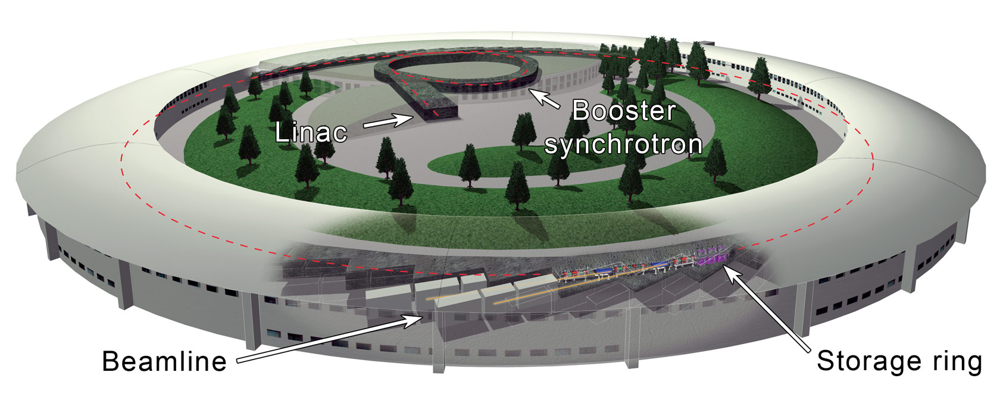 Linac
Booster
synchrotron
Beamline
Storage ring